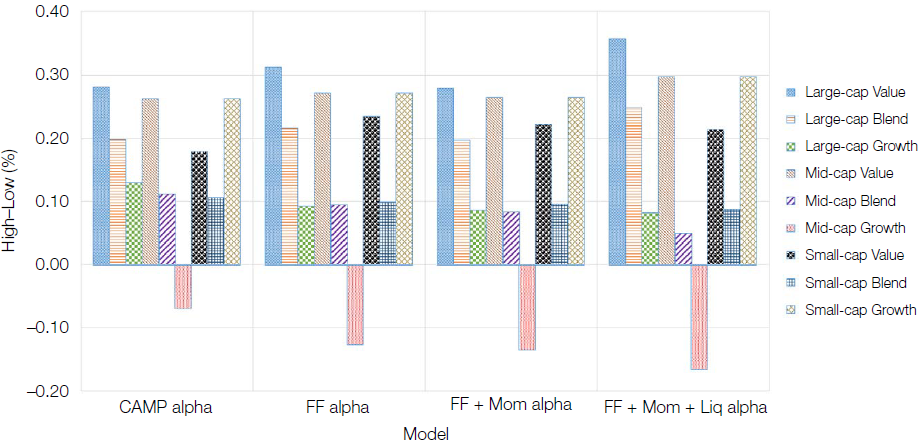 High–Low (%)
0.40
0.30
0.20
0.10
0.00
–0.10
–0.20
CAMP alpha
FF alpha
FF + Mom alpha
FF + Mom + Liq alpha
Model
Large-cap Value
Large-cap Blend
Large-cap Growth
Mid-cap Value
Mid-cap Blend
Mid-cap Growth
Small-cap Value
Small-cap Blend
Small-cap Growth